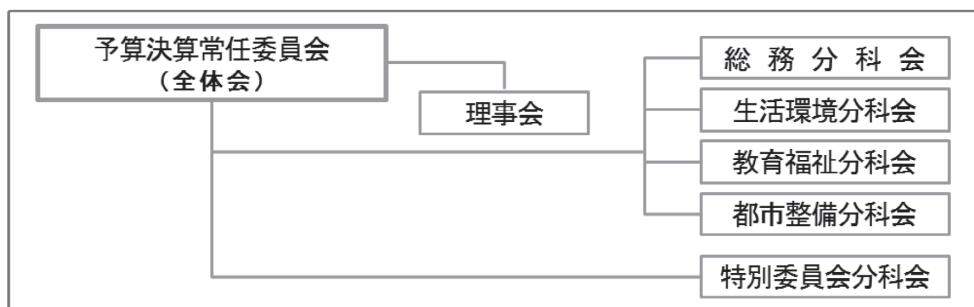 予算決算常任委員会
（全体会）
理事会
総務分科会
生活環境分科会
教育福祉分科会
都市整備分科会
特別委員会分科会